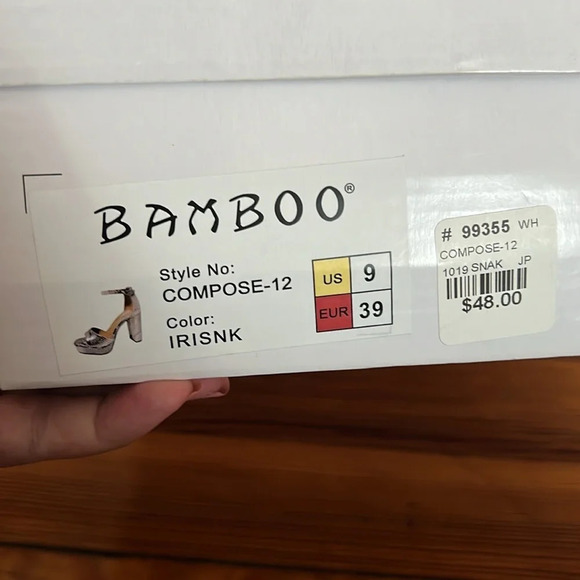 BAMBOO®
Style No:
COMPOSE-12
Color:
IRISNK
US 9
EUR 39
# 99355 WH
COMPOSE-12
1019 SNAK JP
$48.00